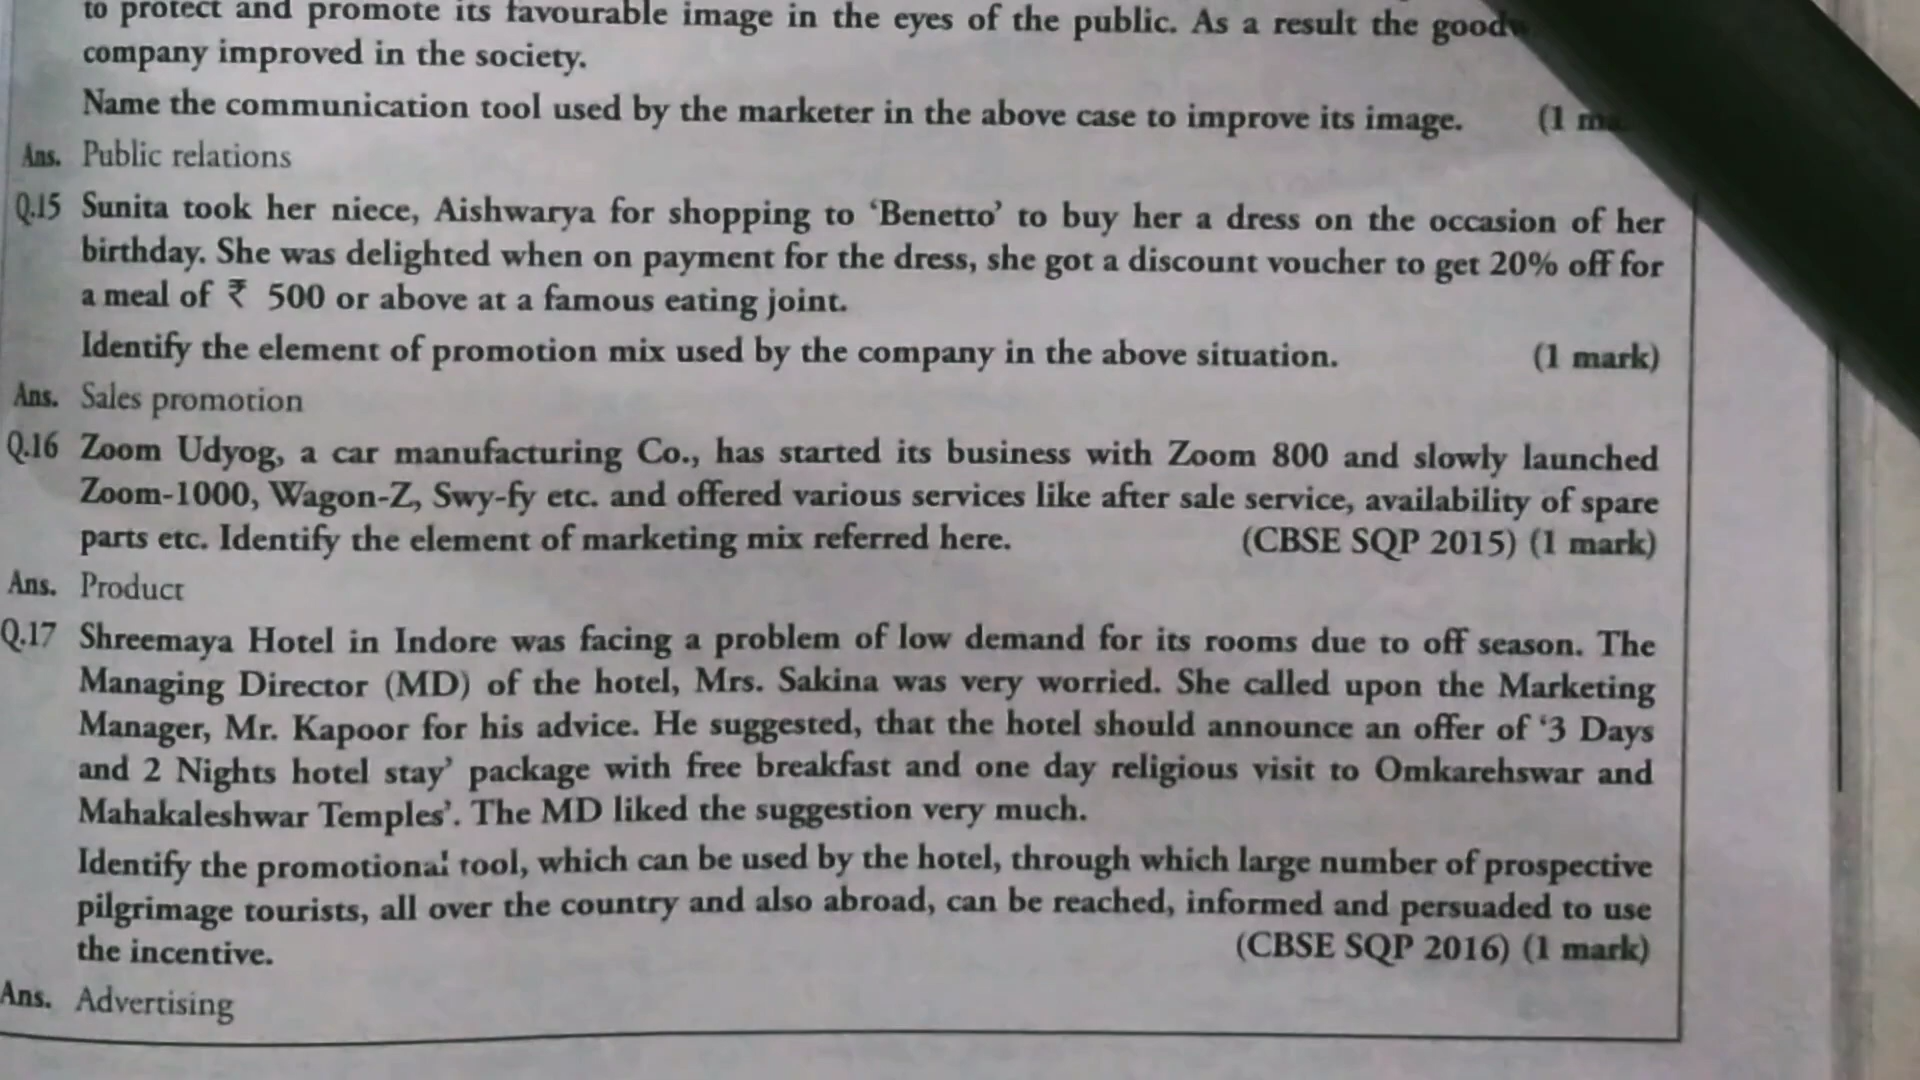 to protect and promote its favourable image in the eyes of the public. As a result the
company improved in the society.
Name the communication tool used by the marketer in the above case to improve its image. (1
Ans. Public relations
Q.15 Sunita took her niece, Aishwarya for shopping to ‘Benetto’ to buy her a dress on the occasion of her
birthday. She was delighted when on payment for the dress, she got a discount voucher to get 20% off for
a meal of ₹ 500 or above at a famous eating joint.
Identify the element of promotion mix used by the company in the above situation. (1 mark)
Ans. Sales promotion
Q.16 Zoom Udyog, a car manufacturing Co., has started its business with Zoom 800 and slowly launched
Zoom-1000, Wagon-Z, Swy-fy etc. and offered various services like after sale service, availability of spare
parts etc. Identify the element of marketing mix referred here. (CBSE SQP 2015) (1 mark)
Ans. Product
Q.17 Shreemaya Hotel in Indore was facing a problem of low demand for its rooms due to off season. The
Managing Director (MD) of the hotel, Mrs. Sakina was very worried. She called upon the Marketing
Manager, Mr. Kapoor for his advice. He suggested, that the hotel should announce an offer of ‘3 Days
and 2 Nights hotel stay’ package with free breakfast and one day religious visit to Omkarehswar and
Mahakaleshwar Temples’. The MD liked the suggestion very much.
Identify the promotional tool, which can be used by the hotel, through which large number of prospective
pilgrimage tourists, all over the country and also abroad, can be reached, informed and persuaded to use
the incentive. (CBSE SQP 2016) (1 mark)
Ans. Advertising